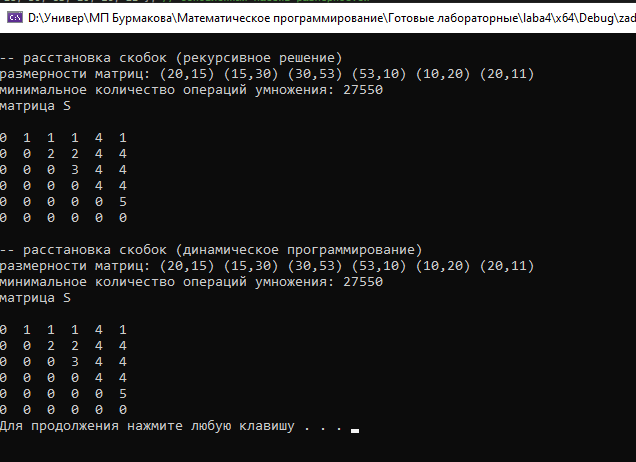 D:\Универ\МП Бурмакова\Математическое программирование\Готовые лабораторные\laba4\x64\Debug\zad
-- расстановка скобок (рекурсивное решение)
размерности матриц: (20,15) (15,30) (30,53) (53,10) (10,20) (20,11)
минимальное количество операций умножения: 27550
матрица S
0 1 1 1 4 1
0 0 2 2 4 4
0 0 0 3 4 4
0 0 0 0 4 4
0 0 0 0 0 5
0 0 0 0 0 0
-- расстановка скобок (динамическое программирование)
размерности матриц: (20,15) (15,30) (30,53) (53,10) (10,20) (20,11)
минимальное количество операций умножения: 27550
матрица S
0 1 1 1 4 1
0 0 2 2 4 4
0 0 0 3 4 4
0 0 0 0 4 4
0 0 0 0 0 5
0 0 0 0 0 0
Для продолжения нажмите любую клавишу . . .